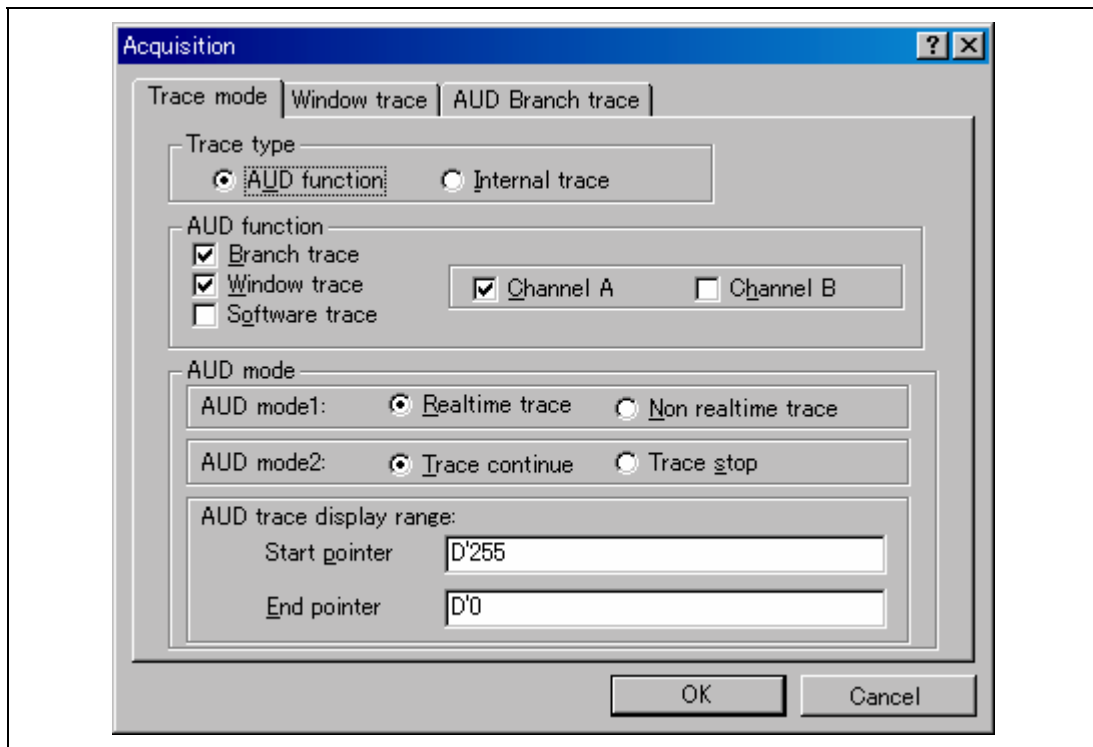 Acquisition
Trace mode Window trace AUD Branch trace
Trace type
AUD function Internal trace
AUD function
Branch trace
Window trace Channel A Channel B
Software trace
AUD mode
AUD mode1: Realtime trace Non realtime trace
AUD mode2: Trace continue Trace stop
AUD trace display range:
Start pointer D'255
End pointer D'0
OK Cancel